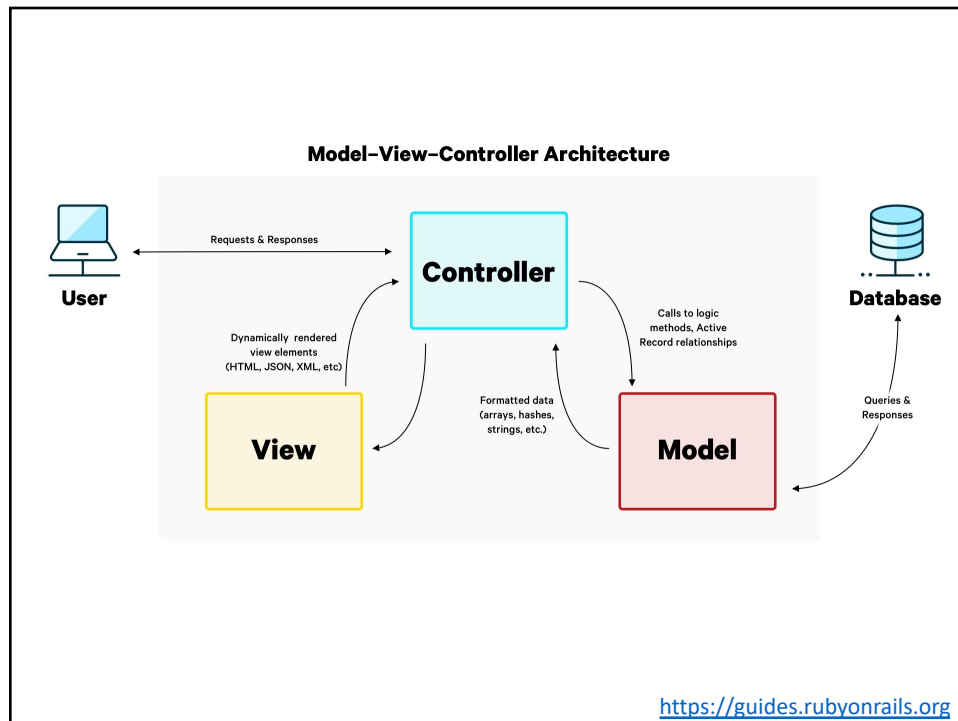 Model–View–Controller Architecture
Requests & Responses
User
Controller
Database
Calls to logic
methods, Active
Record relationships
Dynamically rendered
view elements
(HTML, JSON, XML, etc)
Formatted data
(arrays, hashes,
strings, etc.)
Queries &
Responses
View
Model
https://guides.rubyonrails.org